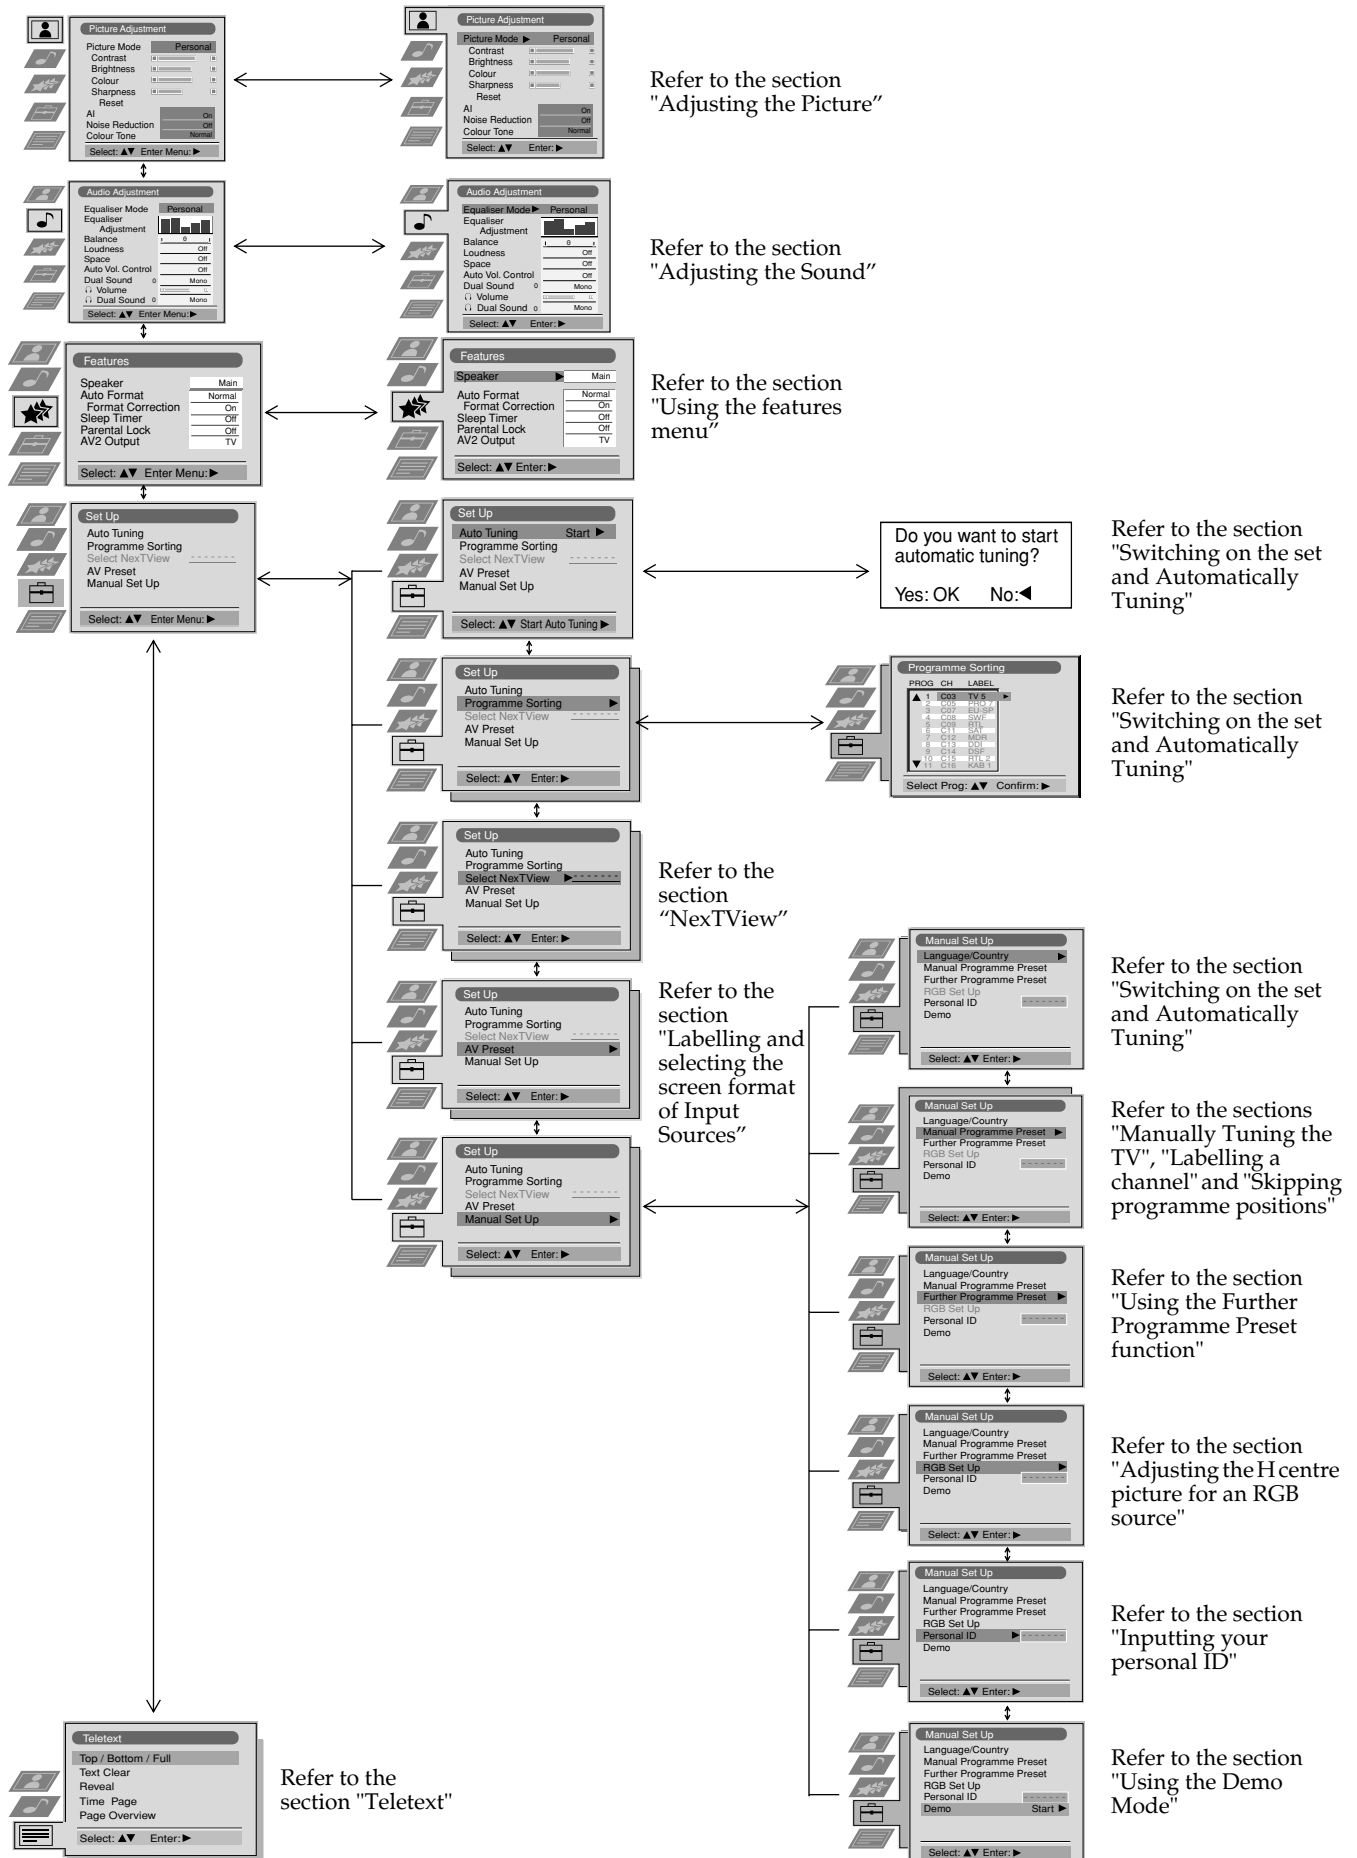 Picture Adjustment
Picture Mode Personal
Contrast
Brightness
Colour
Sharpness
Reset
AI On
Noise Reduction Off
Colour Tone Normal
Select: ▲▼ Enter Menu: ▶
Picture Adjustment
Picture Mode ▶ Personal
Contrast
Brightness
Colour
Sharpness
Reset
AI On
Noise Reduction Off
Colour Tone Normal
Select: ▲▼ Enter: ▶
Refer to the section
"Adjusting the Picture”
Audio Adjustment
Equaliser Mode Personal
Equaliser
Adjustment
Balance 0
Loudness Off
Space Off
Auto Vol. Control Off
Dual Sound 0 Mono
Volume
Dual Sound 0 Mono
Select: ▲▼ Enter Menu: ▶
Audio Adjustment
Equaliser Mode ▶ Personal
Equaliser
Adjustment
Balance 0
Loudness Off
Space Off
Auto Vol. Control Off
Dual Sound 0 Mono
Volume
Dual Sound 0 Mono
Select: ▲▼ Enter: ▶
Refer to the section
"Adjusting the Sound”
Features
Speaker Main
Auto Format Normal
Format Correction On
Sleep Timer Off
Parental Lock Off
AV2 Output TV
Select: ▲▼ Enter Menu: ▶
Features
Speaker ▶ Main
Auto Format Normal
Format Correction On
Sleep Timer Off
Parental Lock Off
AV2 Output TV
Select: ▲▼ Enter: ▶
Refer to the section
"Using the features
menu”
Set Up
Auto Tuning
Programme Sorting
Select NexTView - - - - - -
AV Preset
Manual Set Up
Select: ▲▼ Enter Menu: ▶
Set Up
Auto Tuning Start ▶
Programme Sorting
Select NexTView - - - - - -
AV Preset
Manual Set Up
Select: ▲▼ Start Auto Tuning ▶
Do you want to start
automatic tuning?
Yes: OK No: ◀
Refer to the section
"Switching on the set
and Automatically
Tuning"
Set Up
Auto Tuning
Programme Sorting ▶
Select NexTView
AV Preset
Manual Set Up
Select: ▲▼ Enter: ▶
Programme Sorting
PROG CH LABEL
▲ 1 C03 TV 5 ▶
2 C05 PRO 7
3 C07 EU-SP
4 C08 SWF
5 C09 RTL
6 C11 SAT
7 C12 MDR
8 C13 DDI
9 C14 DSF
10 C15 RTL 2
▼ 11 C16 KAB 1
Select Prog: ▲▼ Confirm: ▶
Refer to the section
"Switching on the set
and Automatically
Tuning"
Set Up
Auto Tuning
Programme Sorting
Select NexTView ▶ - - - - - -
AV Preset
Manual Set Up
Select: ▲▼ Enter: ▶
Refer to the
section
“NexTView”
Set Up
Auto Tuning
Programme Sorting
Select NexTView - - - - - -
AV Preset ▶
Manual Set Up
Select: ▲▼ Enter: ▶
Refer to the
section
"Labelling and
selecting the
screen format
of Input
Sources”
Set Up
Auto Tuning
Programme Sorting
Select NexTView - - - - - -
AV Preset
Manual Set Up ▶
Select: ▲▼ Enter: ▶
Manual Set Up
Language/Country ▶
Manual Programme Preset
Further Programme Preset
RGB Set Up
Personal ID - - - - - -
Demo
Select: ▲▼ Enter: ▶
Refer to the section
"Switching on the set
and Automatically
Tuning"
Manual Set Up
Language/Country
Manual Programme Preset ▶
Further Programme Preset
RGB Set Up
Personal ID - - - - - -
Demo
Select: ▲▼ Enter: ▶
Refer to the sections
"Manually Tuning the
TV", "Labelling a
channel" and "Skipping
programme positions"
Manual Set Up
Language/Country
Manual Programme Preset
Further Programme Preset ▶
RGB Set Up
Personal ID - - - - - -
Demo
Select: ▲▼ Enter: ▶
Refer to the section
"Using the Further
Programme Preset
function"
Manual Set Up
Language/Country
Manual Programme Preset
Further Programme Preset
RGB Set Up ▶
Personal ID - - - - - -
Demo
Select: ▲▼ Enter: ▶
Refer to the section
"Adjusting the H centre
picture for an RGB
source"
Manual Set Up
Language/Country
Manual Programme Preset
Further Programme Preset
RGB Set Up
Personal ID ▶ - - - - - -
Demo
Select: ▲▼ Enter: ▶
Refer to the section
"Inputting your
personal ID"
Manual Set Up
Language/Country
Manual Programme Preset
Further Programme Preset
RGB Set Up
Personal ID - - - - - -
Demo Start ▶
Select: ▲▼ Enter: ▶
Refer to the section
"Using the Demo
Mode"
Teletext
Top / Bottom / Full
Text Clear
Reveal
Time Page
Page Overview
Select: ▲▼ Enter: ▶
Refer to the
section "Teletext"